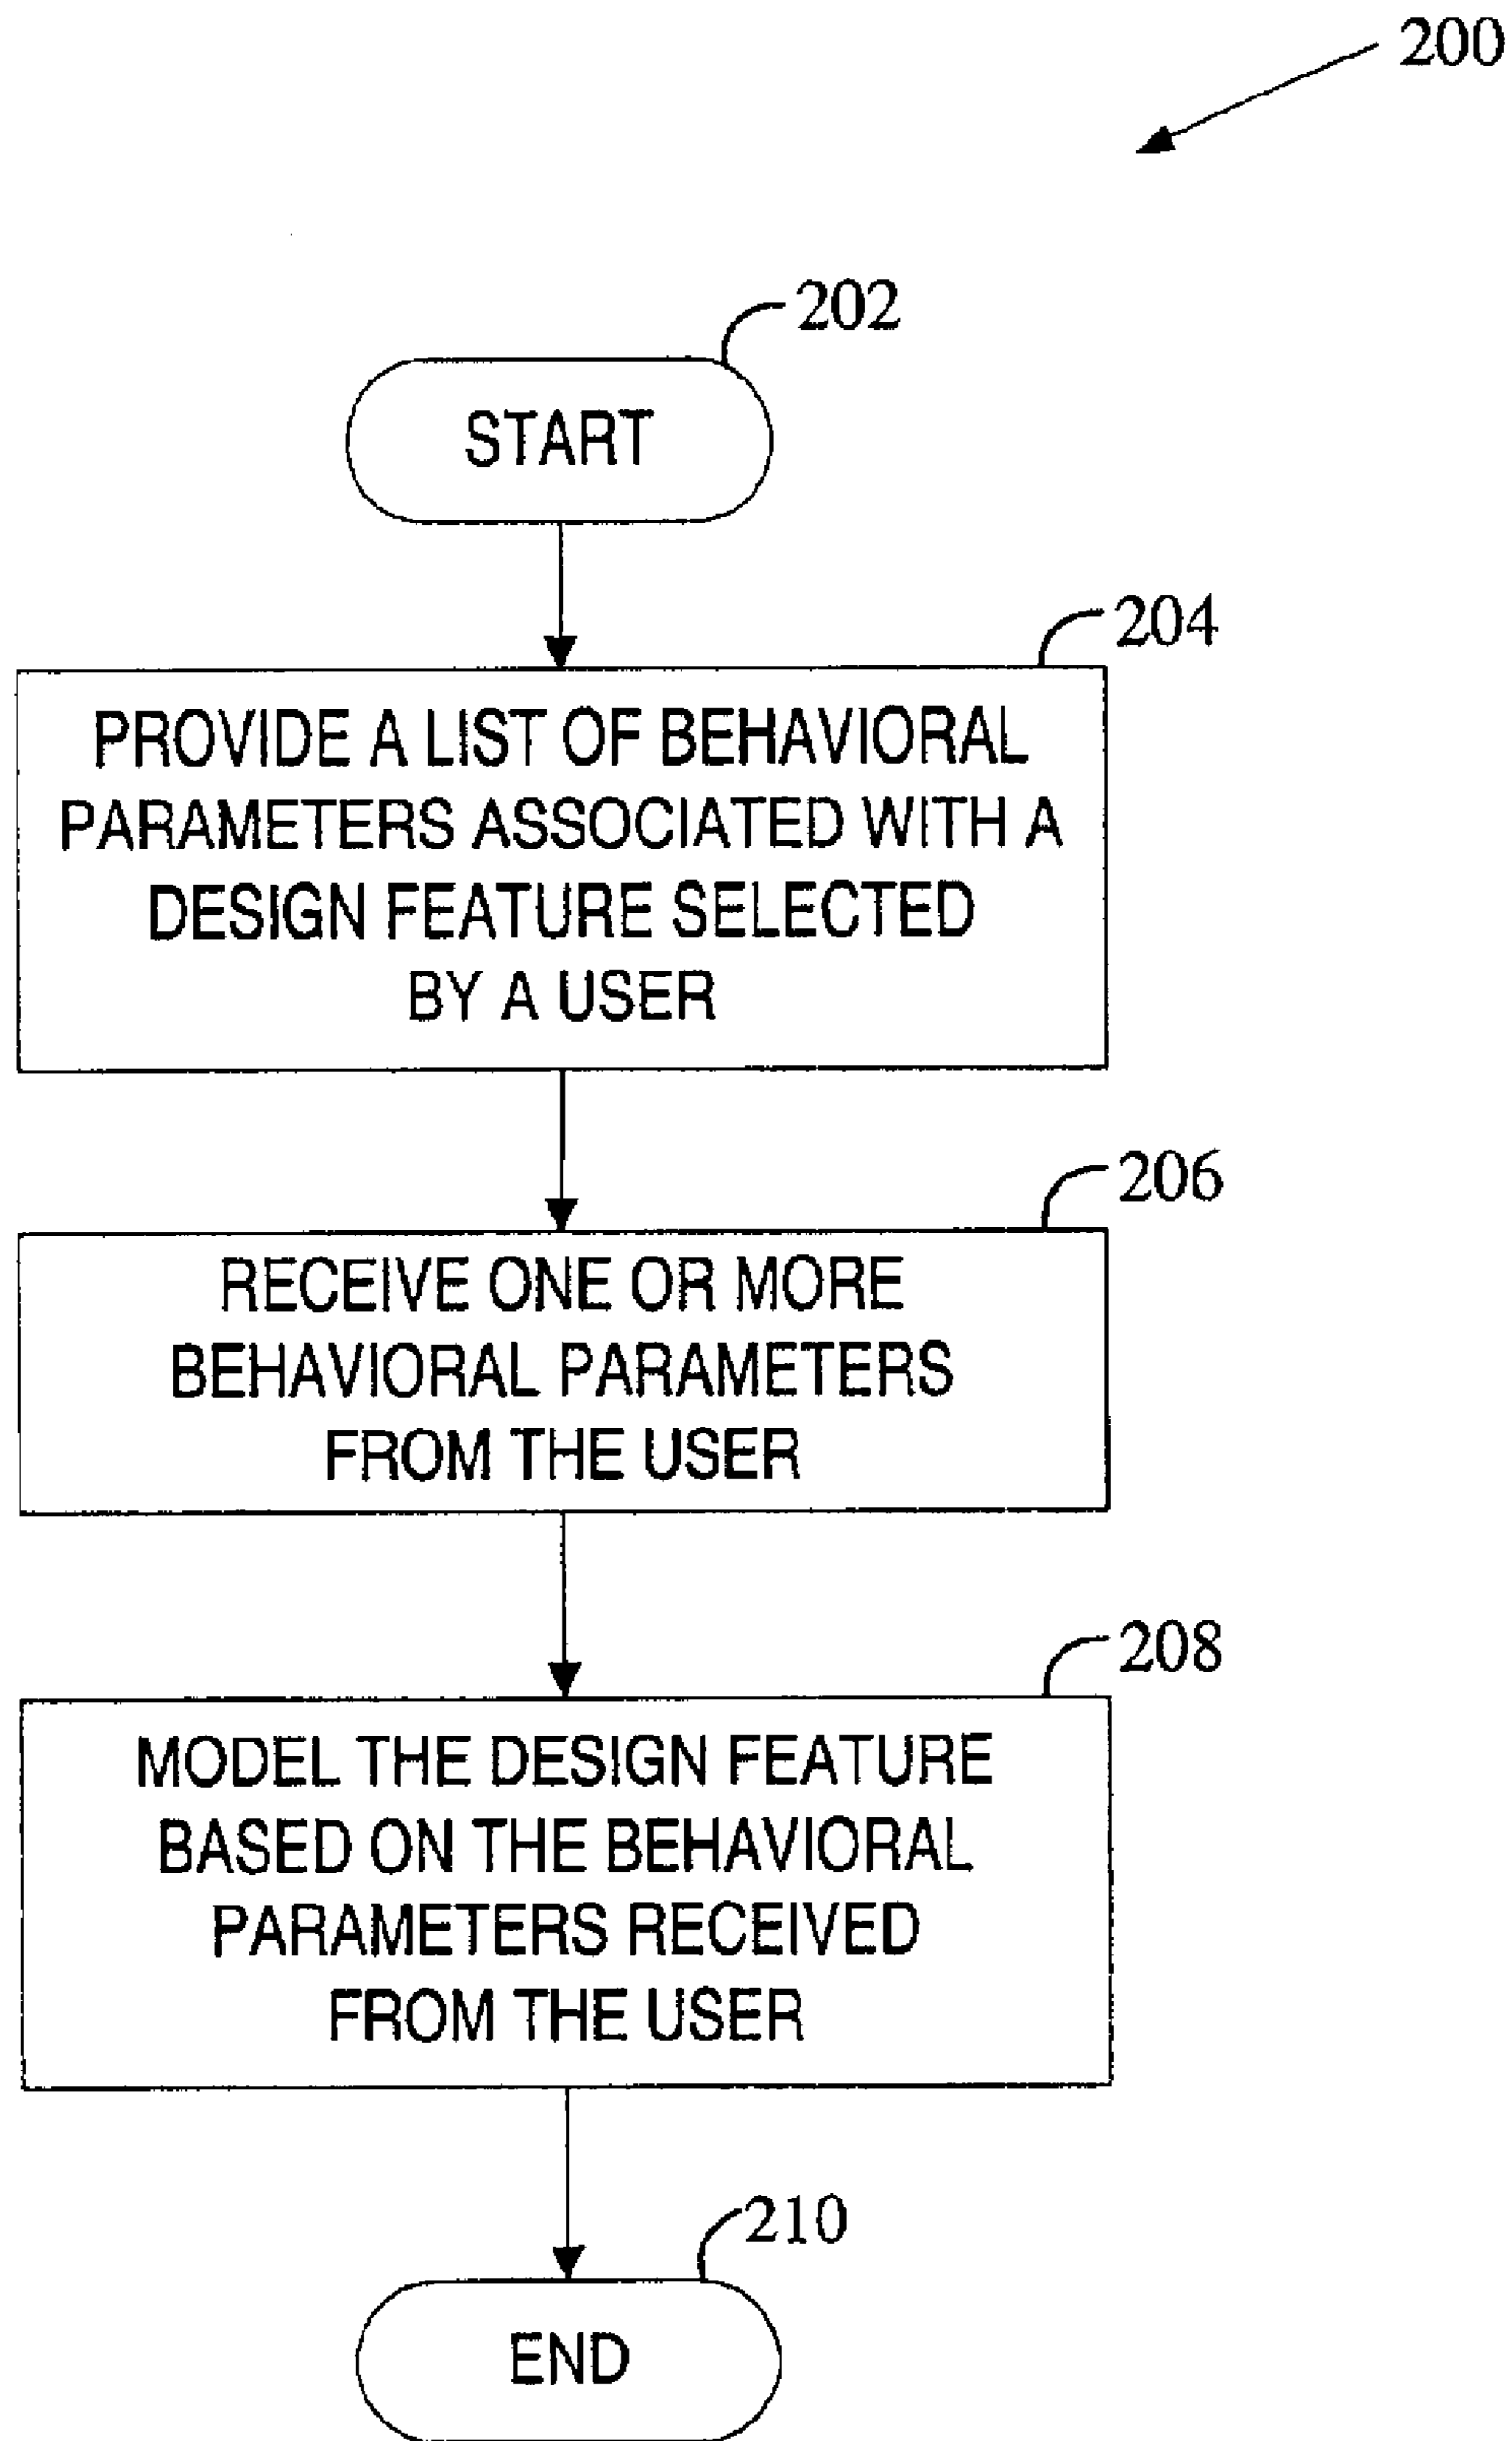 200
202
START
204
PROVIDE A LIST OF BEHAVIORAL
PARAMETERS ASSOCIATED WITH A
DESIGN FEATURE SELECTED
BY A USER
206
RECEIVE ONE OR MORE
BEHAVIORAL PARAMETERS
FROM THE USER
208
MODEL THE DESIGN FEATURE
BASED ON THE BEHAVIORAL
PARAMETERS RECEIVED
FROM THE USER
210
END